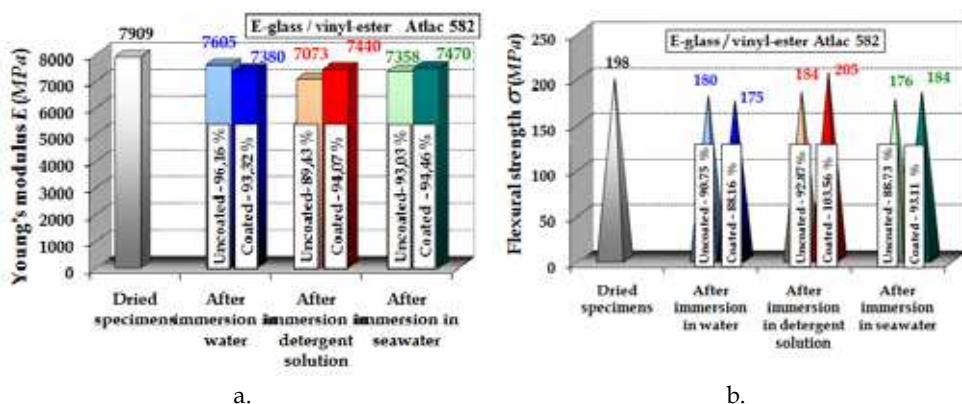 E-glass / vinyl-ester Atlac 582
7909
7605
7380
7073
7440
7358
7470
Young's modulus E (MPa)
8000
7000
6000
5000
4000
3000
2000
1000
0
Uncoated - 96,16 %
Coated - 93,32 %
Uncoated- 89,43 %
Coated - 94,07 %
Uncoated- 93,03 %
Coated - 94,46 %
Dried
specimens
After
immersion in
water
After
immersion in
detergent
solution
After
immersion in
seawater
a.
E-glass / vinyl-ester Atlac 582
198
180
175
184
205
176
184
Flexural strength σ (MPa)
250
200
150
100
50
0
Uncoated - 90.75 %
Coated - 88.16 %
Uncoated - 92.87 %
Coated - 103.56 %
Uncoated - 88.73 %
Coated - 93.11 %
Dried
specimens
After
immersion
in water
After
immersion
in detergent
solution
After
immersion
in seawater
b.